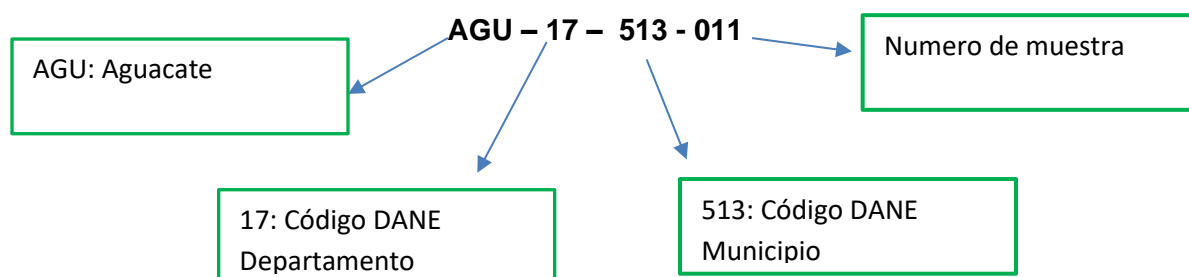 AGU – 17 – 513 - 011
AGU: Aguacate
Numero de muestra
17: Código DANE
Departamento
513: Código DANE
Municipio